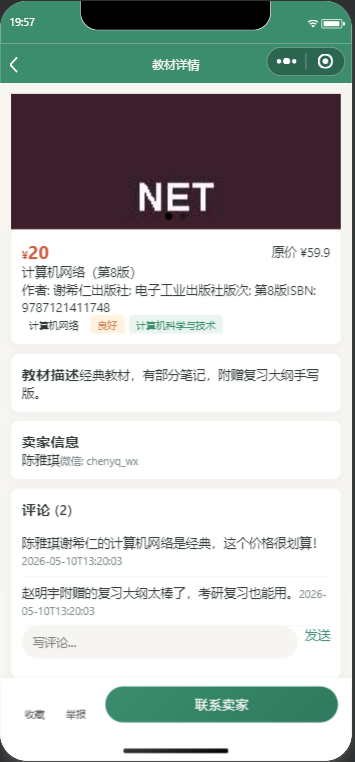 19:57
教材详情
NET
¥20 原价 ¥59.9
计算机网络（第8版）
作者: 谢希仁出版社: 电子工业出版社版次: 第8版ISBN:
9787121411748
计算机网络 良好 计算机科学与技术
教材描述经典教材，有部分笔记，附赠复习大纲手写
版。
卖家信息
陈雅琪微信: chenyq_wx
评论 (2)
陈雅琪谢希仁的计算机网络是经典，这个价格很划算！
2026-05-10T13:20:03
赵明宇附赠的复习大纲太棒了，考研复习也能用。2026-
05-10T13:20:03
写评论... 发送
收藏 举报 联系卖家